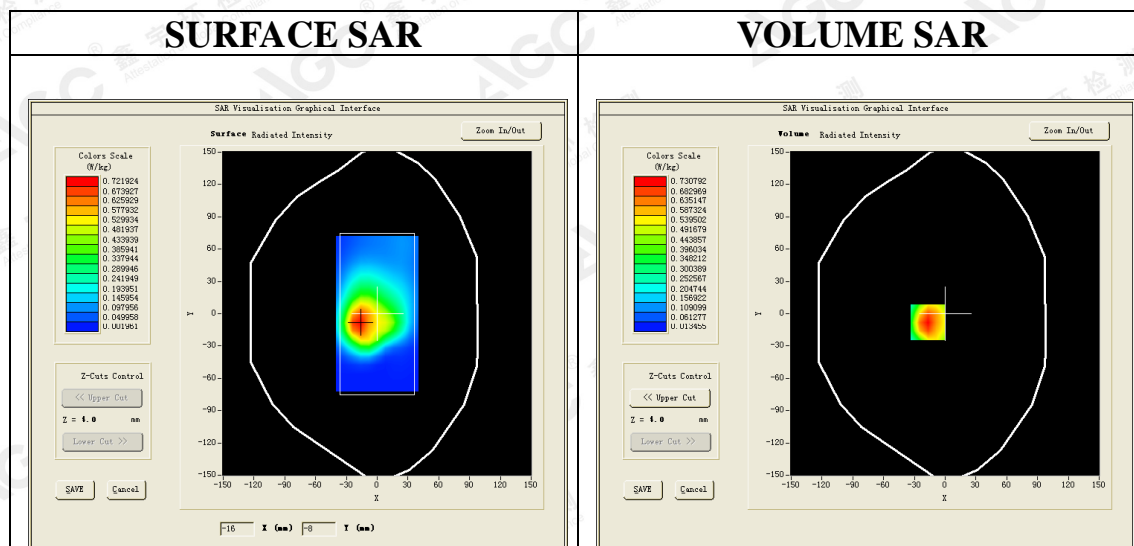 SURFACE SAR
VOLUME SAR
SAR Visualisation Graphical Interface
Surface Radiated Intensity
Zoom In/Out
Colors Scale
(W/kg)
0.721924
0.673927
0.625929
0.577932
0.529934
0.481937
0.433939
0.385941
0.337944
0.289946
0.241949
0.193951
0.145954
0.097956
0.049958
0.001961
Z-Cuts Control
<< Upper Cut
Z = 4.0 mm
Lower Cut >>
SAVE Cancel
150
120
90
60
30
0
-30
-60
-90
-120
-150
Y
-150 -120 -90 -60 -30 0 30 60 90 120 150
X
-16 X (mm) -8 Y (mm)
SAR Visualisation Graphical Interface
Volume Radiated Intensity
Zoom In/Out
Colors Scale
(W/kg)
0.730792
0.682969
0.635147
0.587324
0.539502
0.491679
0.443857
0.396034
0.348212
0.300389
0.252567
0.204744
0.156922
0.109099
0.061277
0.013455
Z-Cuts Control
<< Upper Cut
Z = 4.0 mm
Lower Cut >>
SAVE Cancel
150
120
90
60
30
0
-30
-60
-90
-120
-150
Y
-150 -120 -90 -60 -30 0 30 60 90 120 150
X